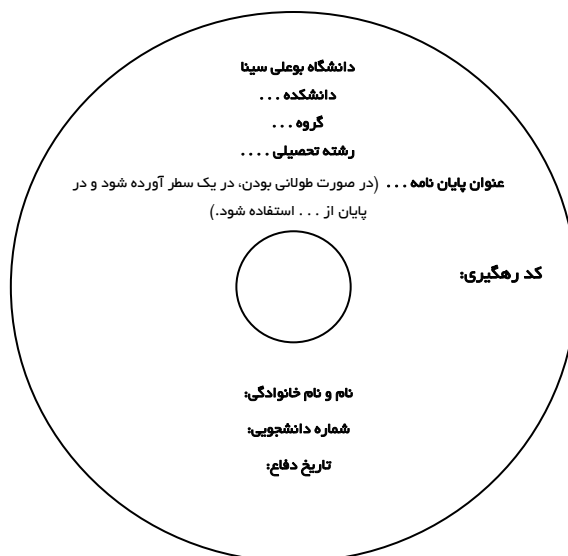 دانشگاه بوعلی سینا
دانشکده . . .
گروه . . .
رشته تحصیلی . . . .
عنوان پایان نامه . . . (در صورت طولانی بودن، در یک سطر آورده شود و در
پایان از . . . استفاده شود.)
کد رهگیری:
نام و نام خانوادگی:
شماره دانشجویی:
تاریخ دفاع: